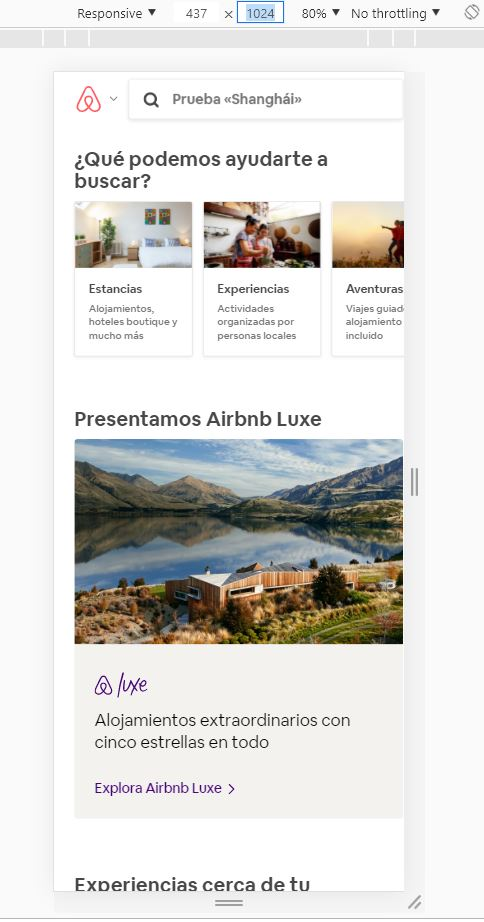 Responsive ▼ 437 × 1024 80% ▼ No throttling ▼
Prueba «Shanghái»
¿Qué podemos ayudarte a
buscar?
Estancias
Alojamientos,
hoteles boutique y
mucho más
Experiencias
Actividades
organizadas por
personas locales
Aventuras
Viajes guiad
alojamiento
incluido
Presentamos Airbnb Luxe
luxe
Alojamientos extraordinarios con
cinco estrellas en todo
Explora Airbnb Luxe >
Experiencias cerca de tu